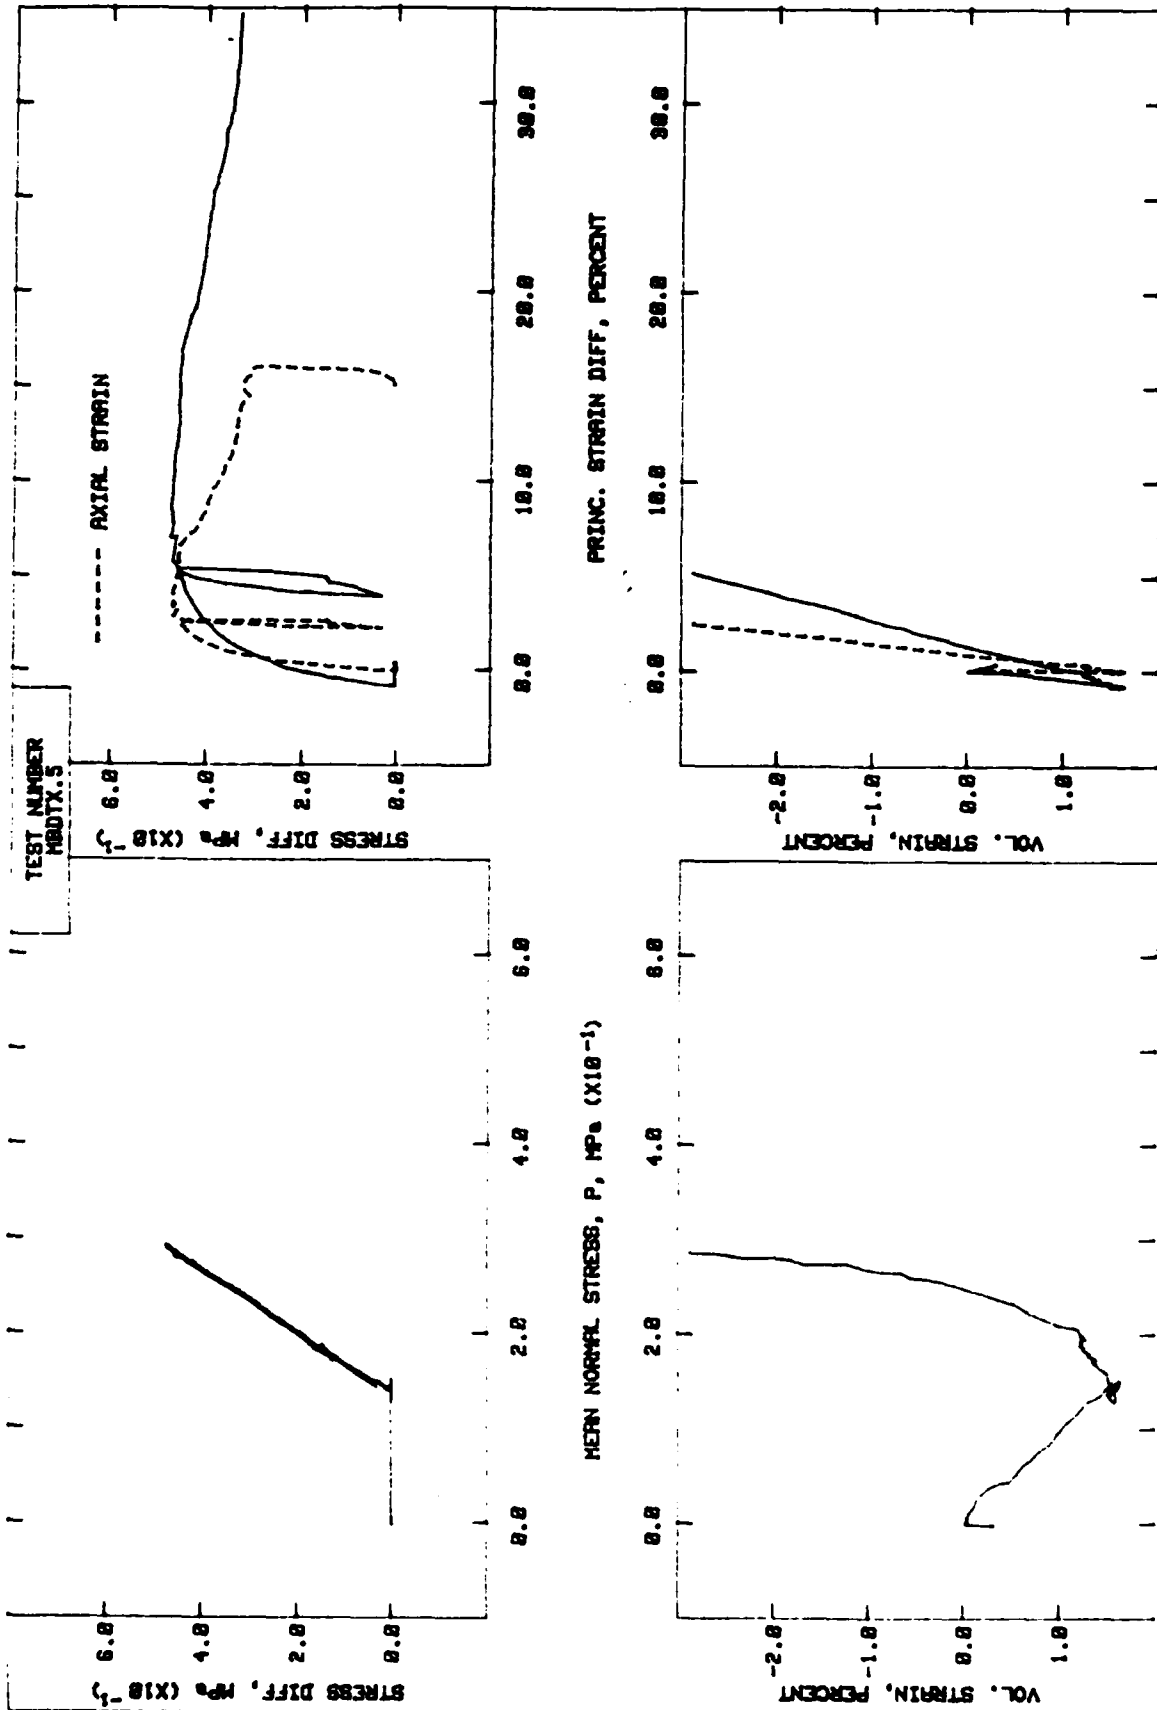 TEST NUMBER
MBDTX.5
STRESS DIFF, MPa (X10⁻¹)
6.0
4.0
2.0
0.0
0.0 2.0 4.0 6.0
MEAN NORMAL STRESS, P, MPa (X10⁻¹)
VOL. STRAIN, PERCENT
-2.0
-1.0
0.0
1.0
0.0 2.0 4.0 6.0
------ AXIAL STRAIN
STRESS DIFF, MPa (X10⁻¹)
6.0
4.0
2.0
0.0
0.0 10.0 20.0 30.0
PRINC. STRAIN DIFF, PERCENT
VOL. STRAIN, PERCENT
-2.0
-1.0
0.0
1.0
0.0 10.0 20.0 30.0